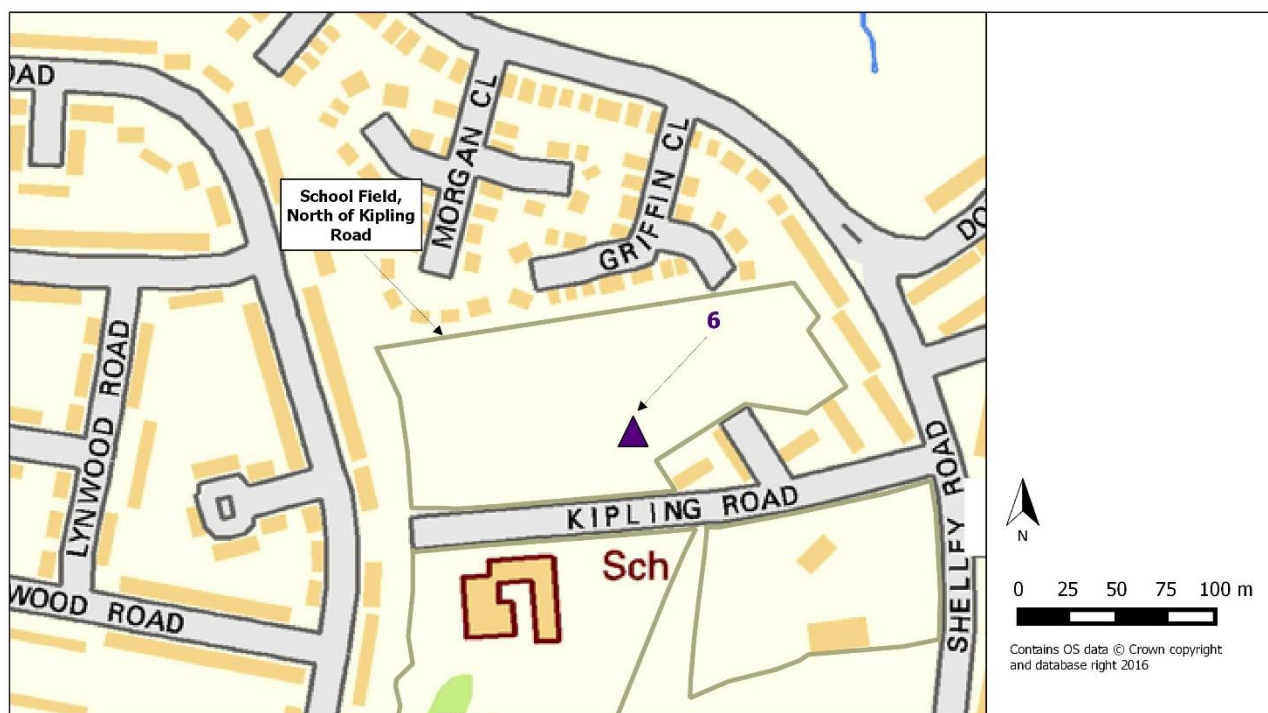 OAD
MORGAN CL
GRIFFIN CL
School Field,
North of Kipling
Road
DO
6
LYNWOOD ROAD
KIPLING ROAD
SHELLEY ROAD
Sch
WOOD ROAD
N
0 25 50 75 100 m
Contains OS data © Crown copyright
and database right 2016